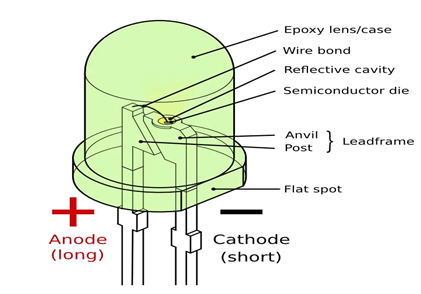 Epoxy lens/case
Wire bond
Reflective cavity
Semiconductor die
Anvil
Post
} Leadframe
Flat spot
+
Anode
(long)
−
Cathode
(short)